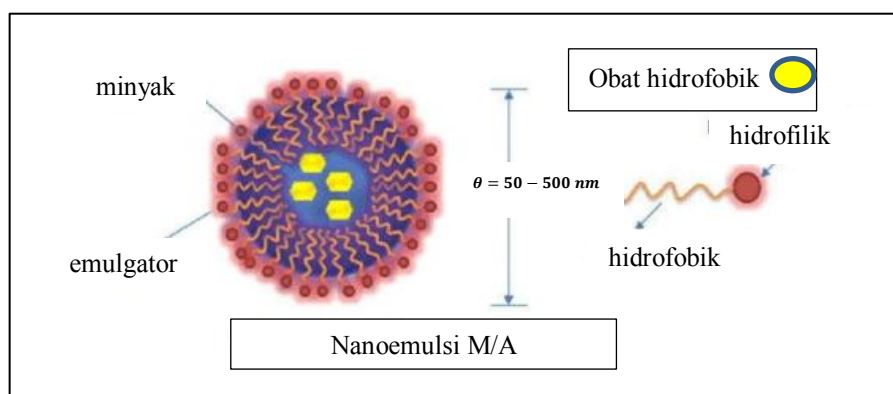 minyak
Obat hidrofobik
hidrofilik
θ = 50 – 500 nm
hidrofobik
emulgator
Nanoemulsi M/A